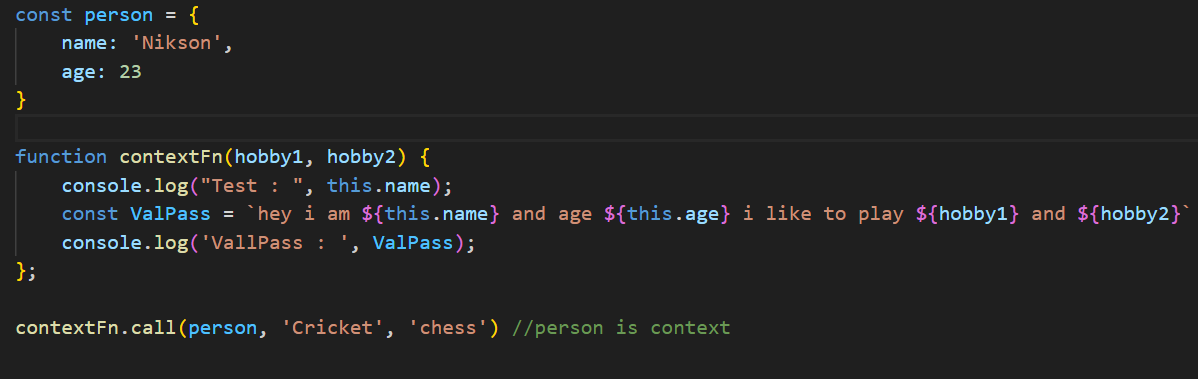 const person = {
    name: 'Nikson',
    age: 23
}
function contextFn(hobby1, hobby2) {
    console.log("Test : ", this.name);
    const ValPass = `hey i am ${this.name} and age ${this.age} i like to play ${hobby1} and ${hobby2}`
    console.log('VallPass : ', ValPass);
};
contextFn.call(person, 'Cricket', 'chess') //person is context